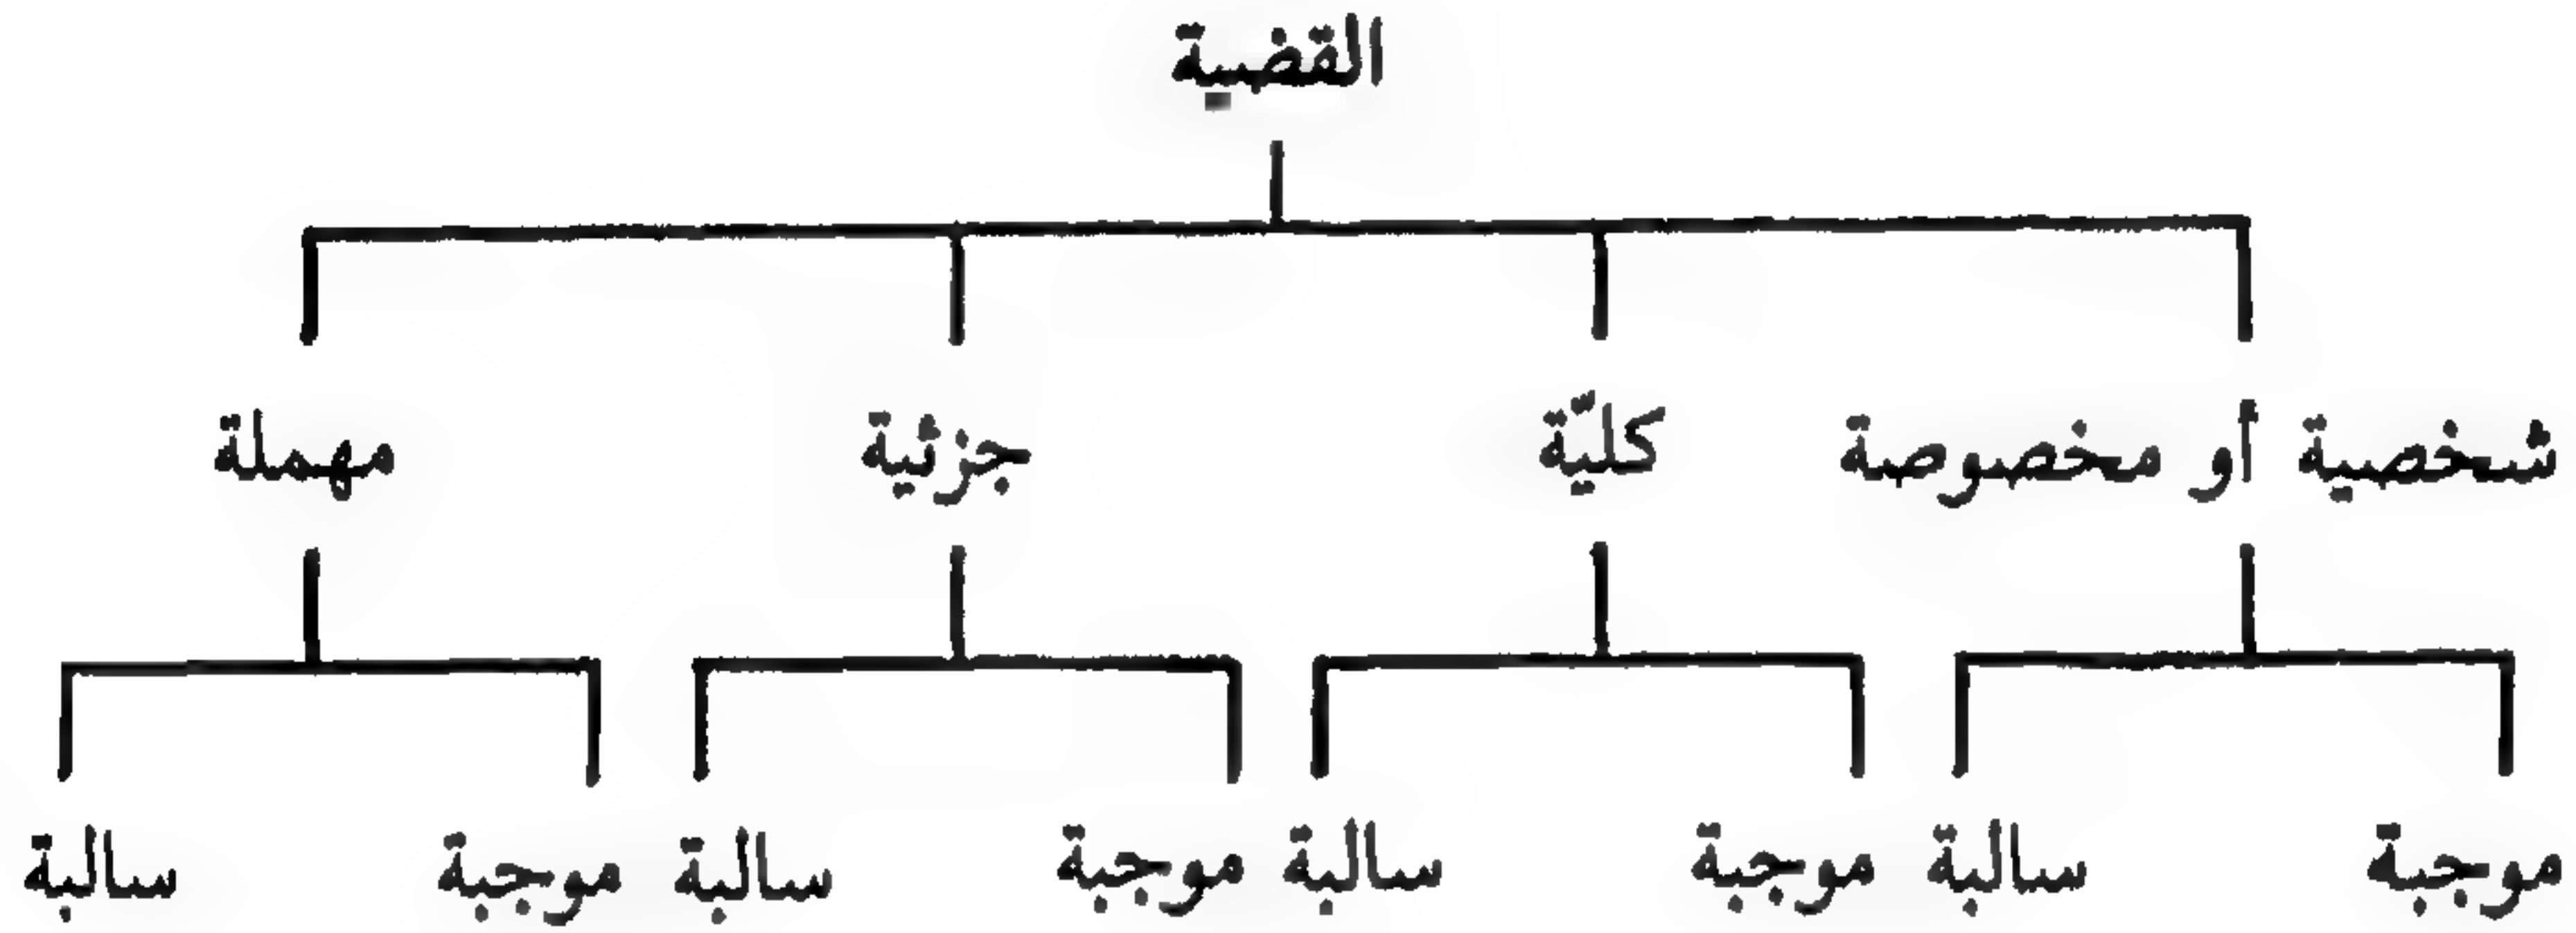 القضية
شخصية أو مخصوصة كليّة جزئية مهملة
موجبة سالبة موجبة سالبة موجبة سالبة موجبة سالبة